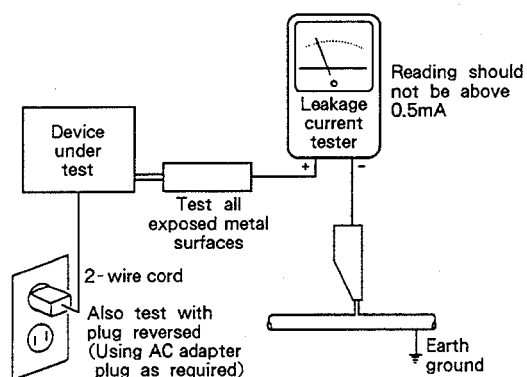 Reading should
not be above
0.5mA
Leakage
current
tester
+ -
Device
under
test
Test all
exposed metal
surfaces
2-wire cord
Also test with
plug reversed
(Using AC adapter
plug as required)
Earth
ground